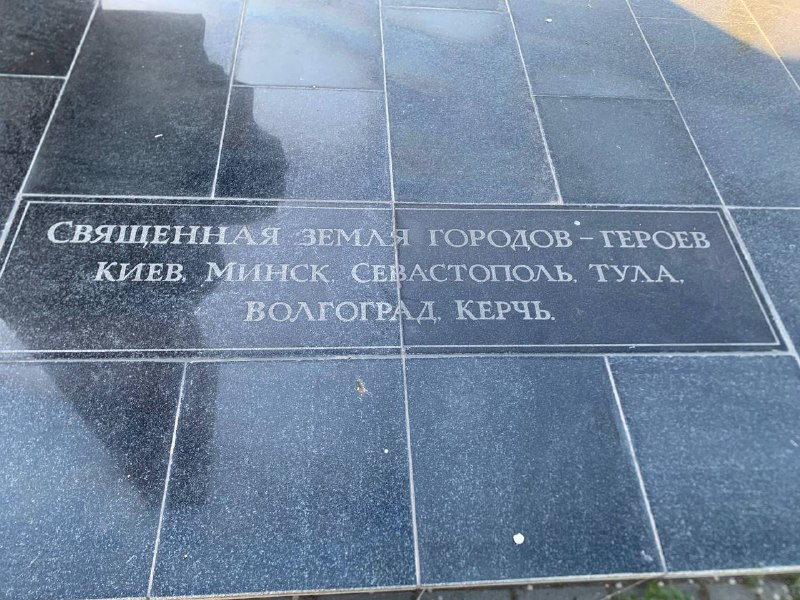 СВЯЩЕННАЯ ЗЕМЛЯ ГОРОДОВ – ГЕРОЕВ
КИЕВ, МИНСК, СЕВАСТОПОЛЬ, ТУЛА,
ВОЛГОГРАД, КЕРЧЬ.